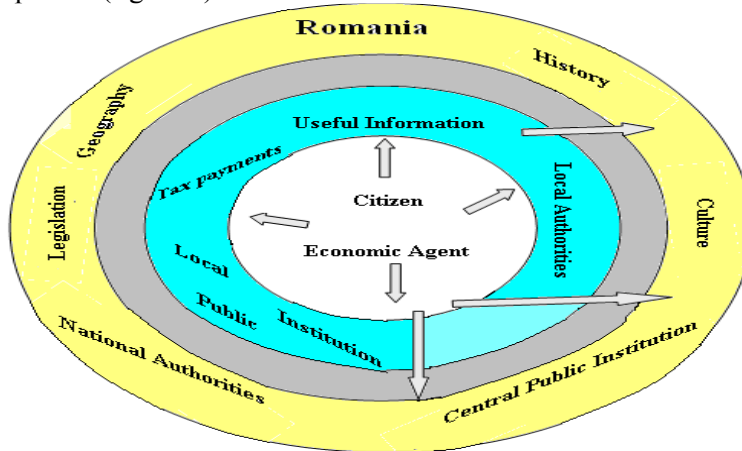 Romania
History
Geography
Useful Information
Tax payments
Citizen
Legislation
Local Authorities
Culture
Economic Agent
Local
Public Institution
National Authorities
Central Public Institution